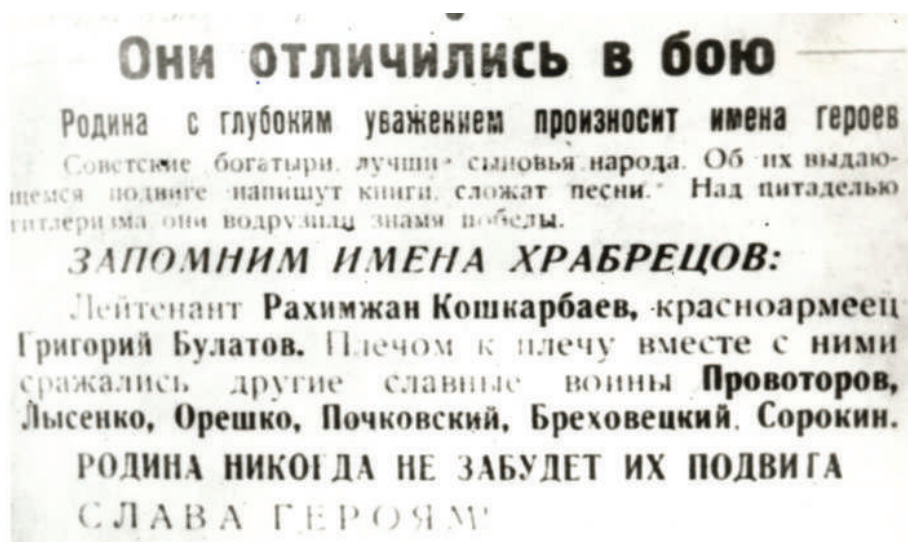 Они отличились в бою
Родина с глубоким уважением произносит имена героев
Советские богатыри, лучшие сыновья народа. Об их выдаю-
щемся подвиге напишут книги, сложат песни. Над цитаделью
гитлеризма они водрузили знамя победы.
ЗАПОМНИМ ИМЕНА ХРАБРЕЦОВ:
Лейтенант Рахимжан Кошкарбаев, красноармеец
Григорий Булатов. Плечом к плечу вместе с ними
сражались другие славные воины Провоторов,
Лысенко, Орешко, Почковский, Бреховецкий, Сорокин.
РОДИНА НИКОГДА НЕ ЗАБУДЕТ ИХ ПОДВИГА
СЛАВА ГЕРОЯМ!